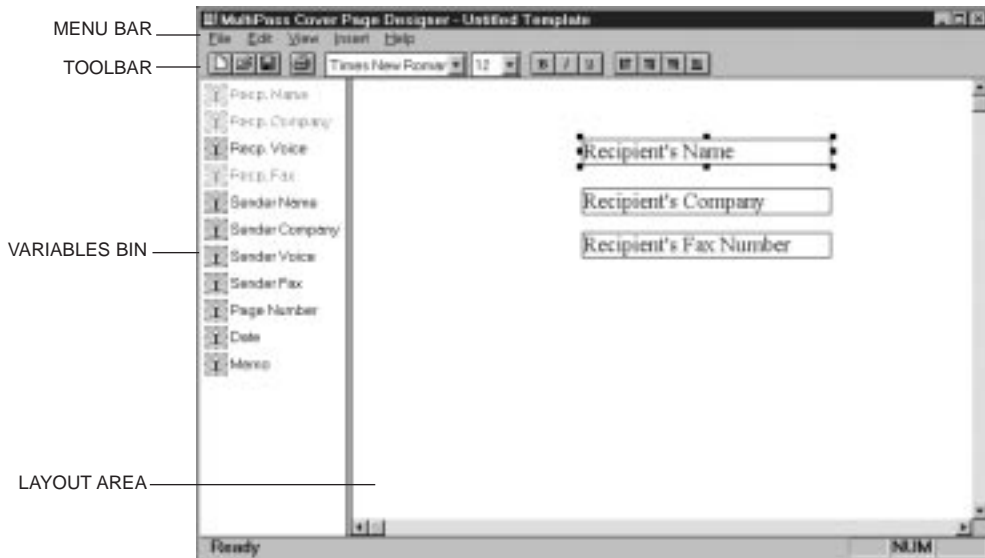 MultiPass Cover Page Designer - Untitled Template
MENU BAR
File Edit View Insert Help
TOOLBAR
Times New Roman 12 B I U
Recp. Name
Recp. Company
Recp. Voice
Recp. Fax
Sender Name
Sender Company
VARIABLES BIN
Sender Voice
Sender Fax
Page Number
Date
Memo
Recipient's Name
Recipient's Company
Recipient's Fax Number
LAYOUT AREA
Ready NUM